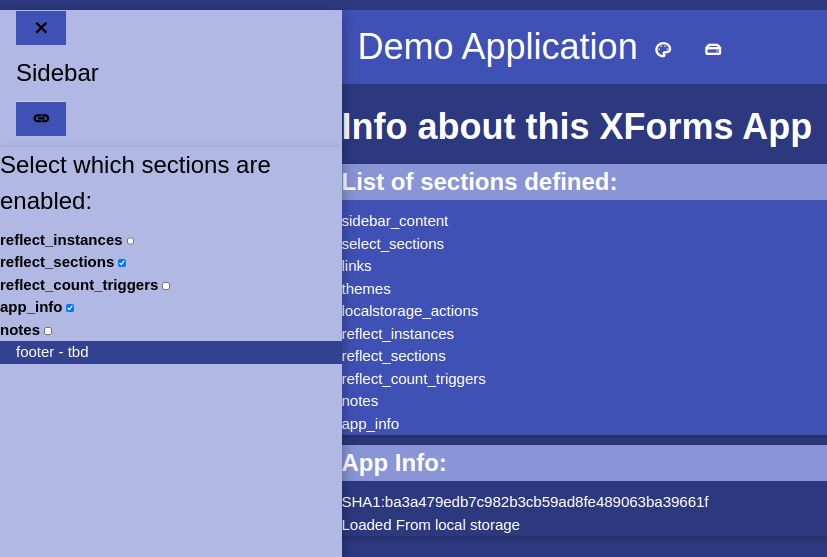 Sidebar
Select which sections are
enabled:
reflect_instances
reflect_sections
reflect_count_triggers
app_info
notes
footer - tbd
Demo Application
Info about this XForms App
List of sections defined:
sidebar_content
select_sections
links
themes
localstorage_actions
reflect_instances
reflect_sections
reflect_count_triggers
notes
app_info
App Info:
SHA1:ba3a479edb7c982b3cb59ad8fe489063ba39661f
Loaded From local storage